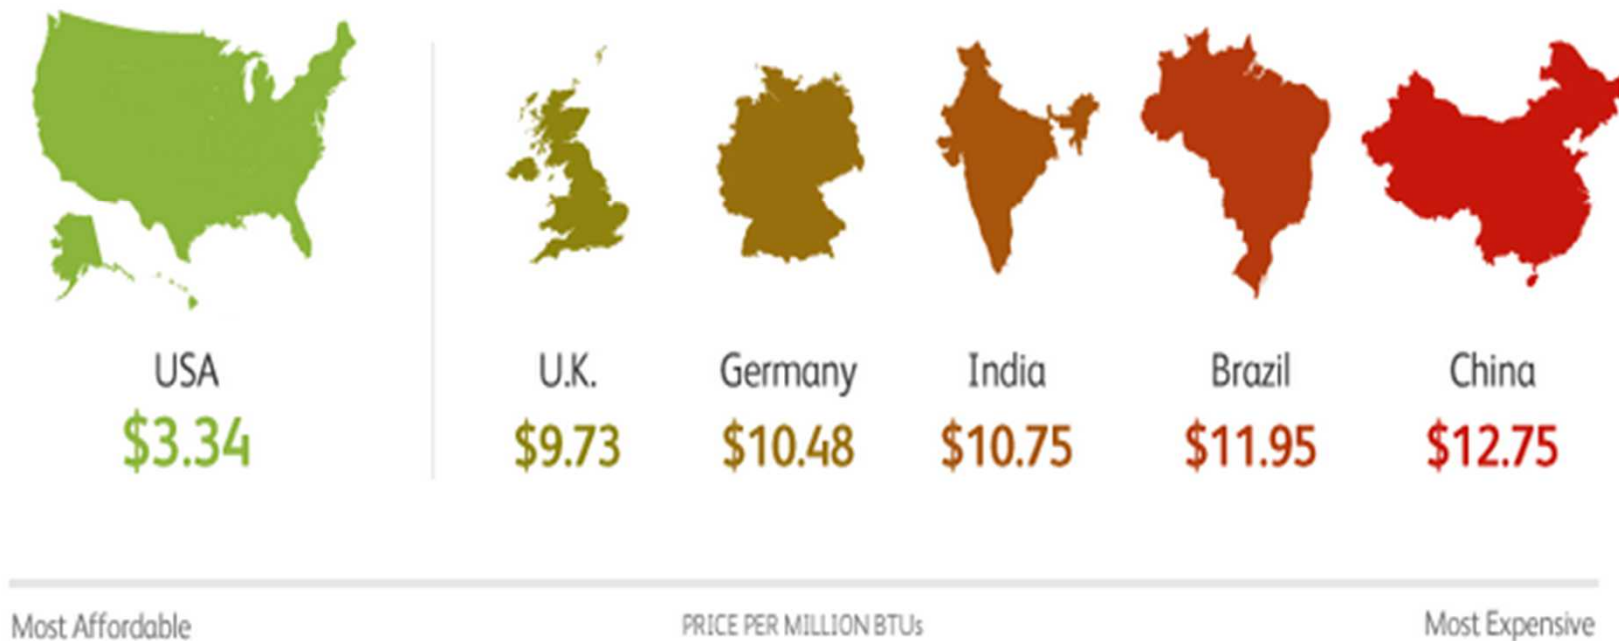 USA
$3.34
U.K.
$9.73
Germany
$10.48
India
$10.75
Brazil
$11.95
China
$12.75
Most Affordable
PRICE PER MILLION BTUs
Most Expensive